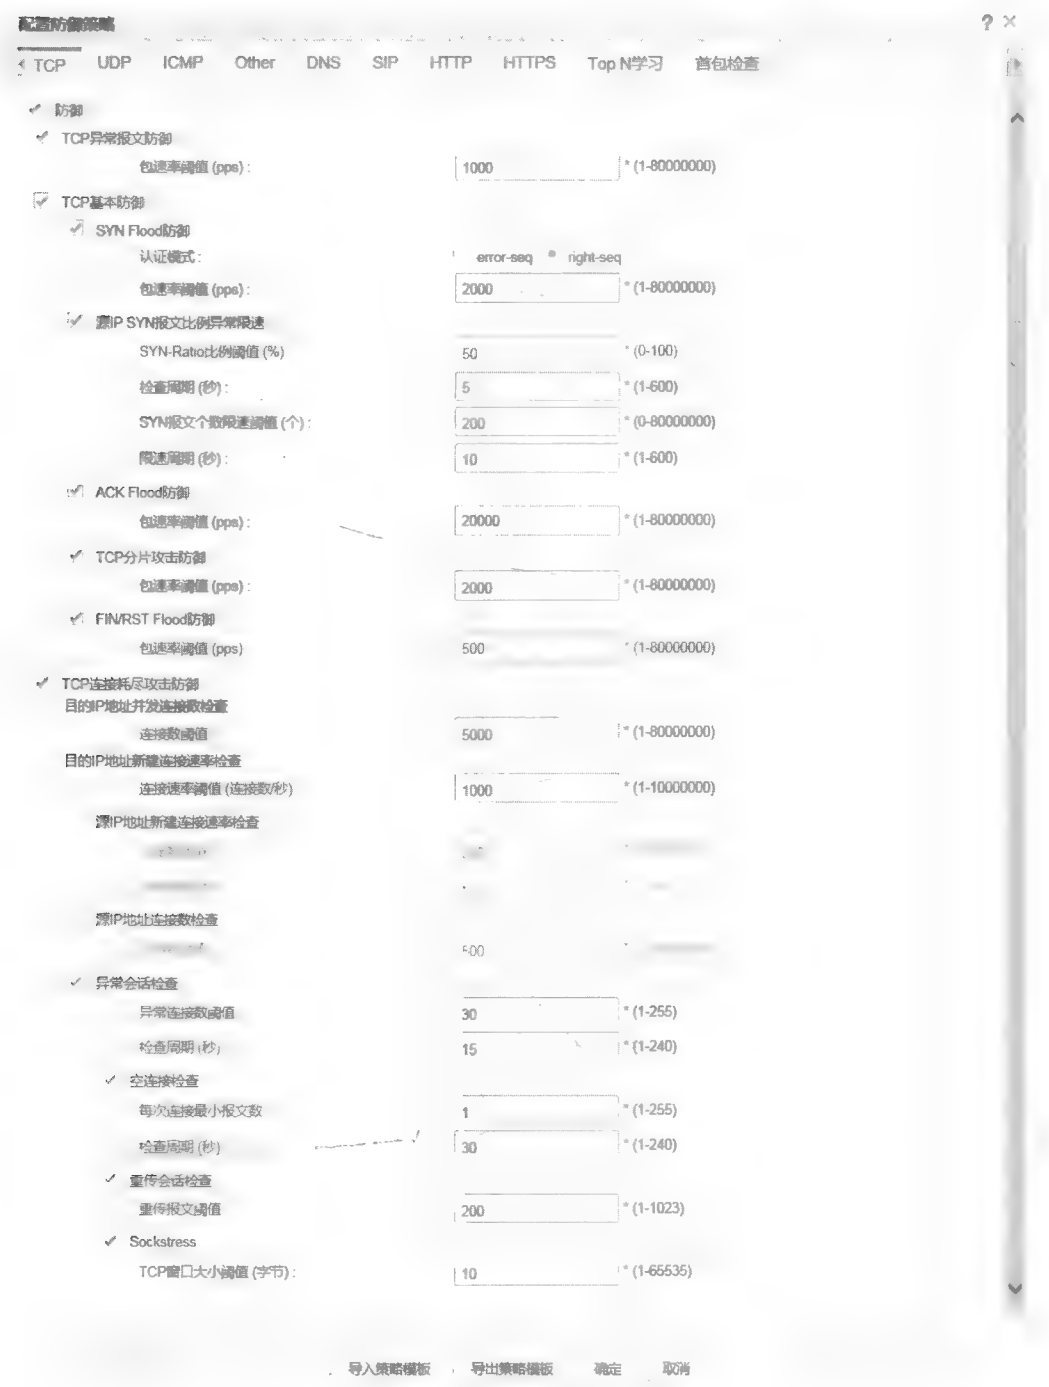 配置防御策略 ? ×
TCP UDP ICMP Other DNS SIP HTTP HTTPS Top N学习 首包检查
防御
TCP异常报文防御
包速率阈值 (pps) : 1000 * (1-80000000)
TCP基本防御
SYN Flood防御
认证模式 : error-seq right-seq
包速率阈值 (pps) : 2000 * (1-80000000)
源IP SYN报文比例异常限速
SYN-Ratio比例阈值 (%) 50 * (0-100)
检查周期 (秒) : 5 * (1-600)
SYN报文个数限速阈值 (个) : 200 * (0-80000000)
限速周期 (秒) : 10 * (1-600)
ACK Flood防御
包速率阈值 (pps) : 20000 * (1-80000000)
TCP分片攻击防御
包速率阈值 (pps) : 2000 * (1-80000000)
FIN/RST Flood防御
包速率阈值 (pps) 500 * (1-80000000)
TCP连接耗尽攻击防御
目的IP地址并发连接数检查
连接数阈值 5000 * (1-80000000)
目的IP地址新建连接速率检查
连接速率阈值 (连接数/秒) 1000 * (1-10000000)
源IP地址新建连接速率检查
源IP地址连接数检查
500
异常会话检查
异常连接数阈值 30 * (1-255)
检查周期 (秒) 15 * (1-240)
空连接检查
每次连接最小报文数 1 * (1-255)
检查周期 (秒) 30 * (1-240)
重传会话检查
重传报文阈值 200 * (1-1023)
Sockstress
TCP窗口大小阈值 (字节) : 10 * (1-65535)
导入策略模板 导出策略模板 确定 取消